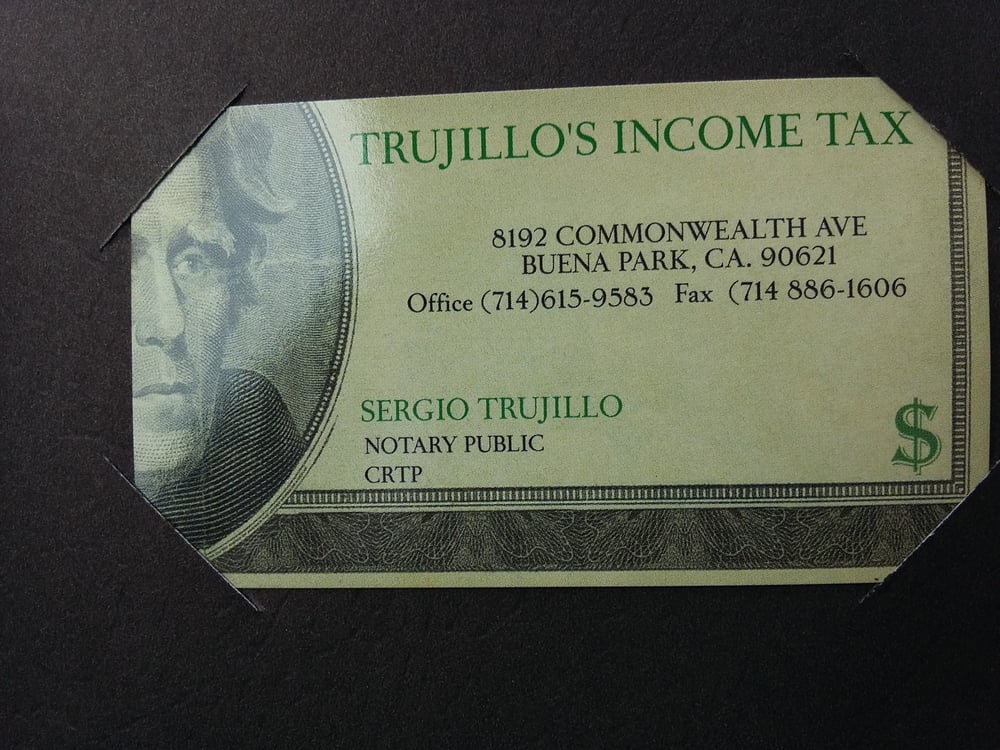 TRUJILLO'S INCOME TAX
8192 COMMONWEALTH AVE
BUENA PARK, CA. 90621
Office (714)615-9583 Fax (714 886-1606
SERGIO TRUJILLO
NOTARY PUBLIC
CRTP
$